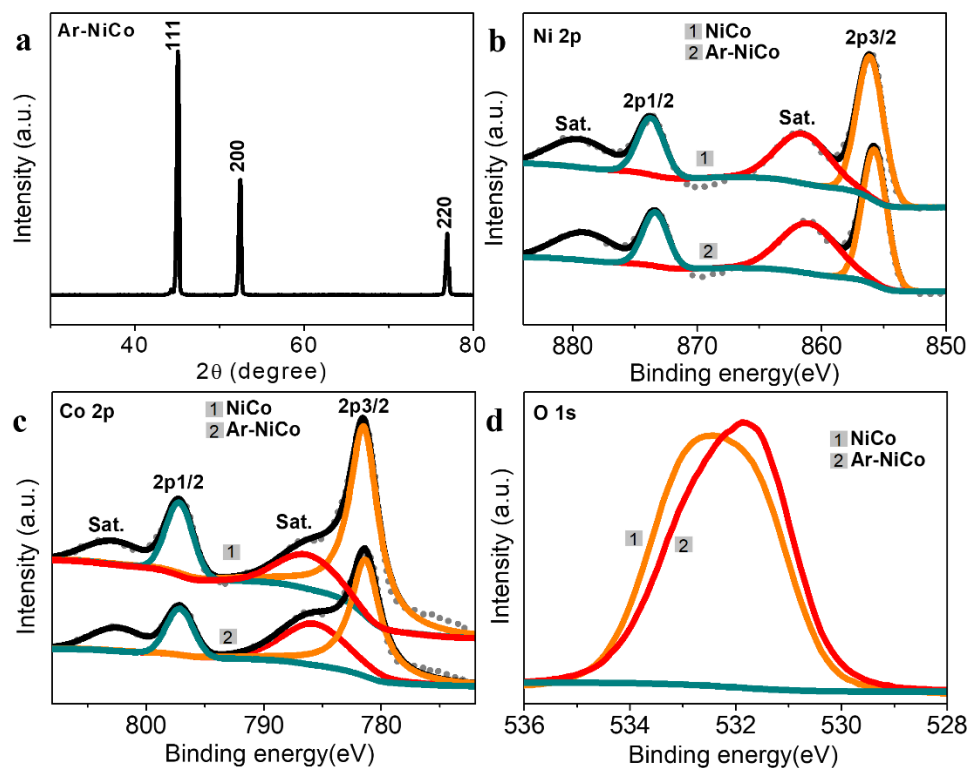 a
Ar-NiCo
111
200
220
Intensity (a.u.)
40
60
80
2θ (degree)
b
1 NiCo
2 Ar-NiCo
Ni 2p
2p3/2
2p1/2
Sat.
Sat.
1
2
Intensity (a.u.)
880
870
860
850
Binding energy(eV)
c
Co 2p
1 NiCo
2 Ar-NiCo
2p3/2
2p1/2
Sat.
Sat.
1
2
Intensity (a.u.)
800
790
780
Binding energy(eV)
d
O 1s
1 NiCo
2 Ar-NiCo
1
2
Intensity (a.u.)
536
534
532
530
528
Binding energy(eV)